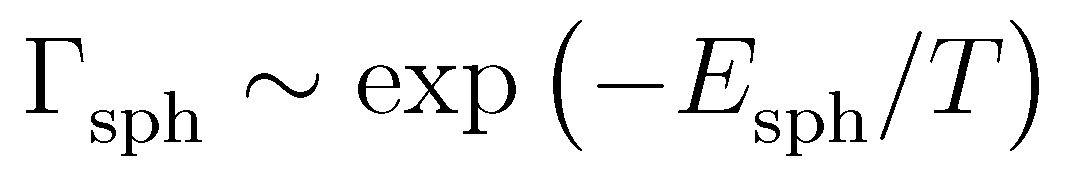 Γ_sph ∼ exp (−E_sph/T)